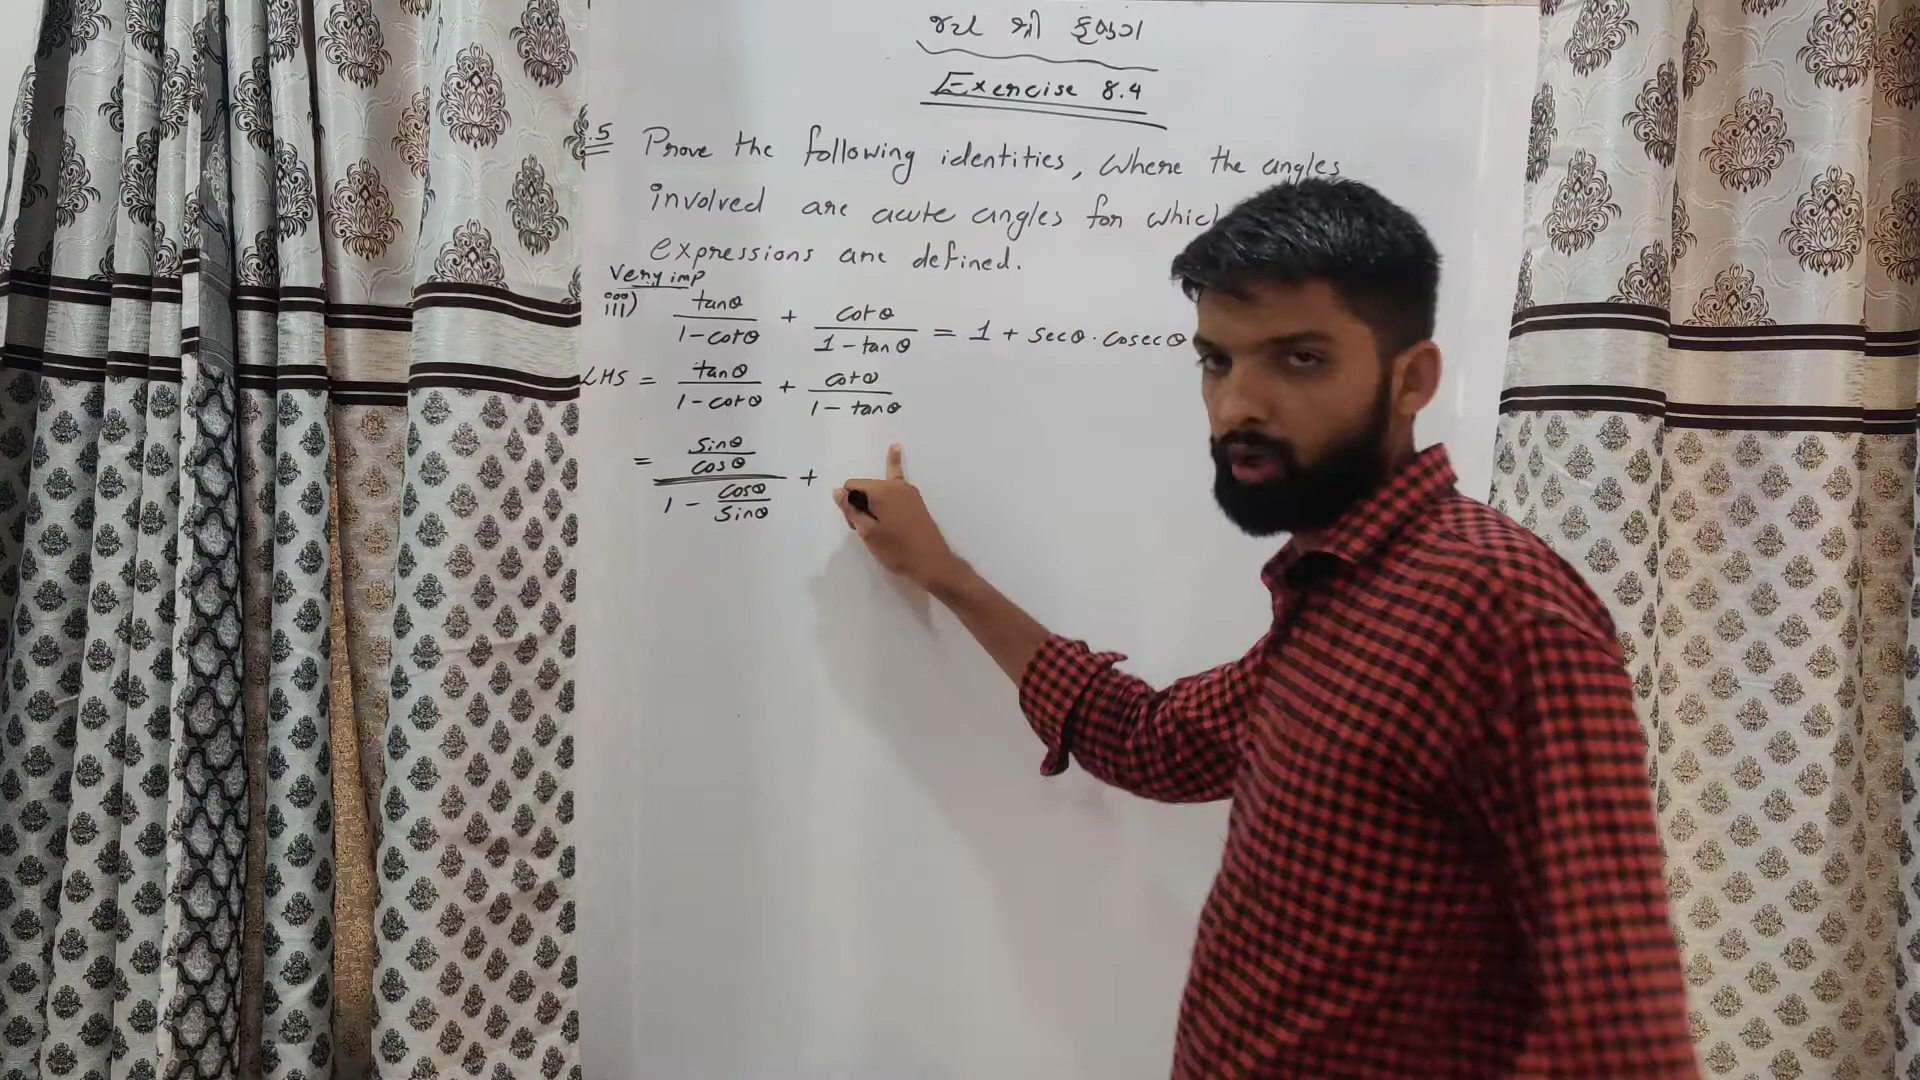 જય શ્રી કૃષ્ણ
Exercise 8.4
.5 Prove the following identities, where the angles
involved are acute angles for which
expressions are defined.
Very imp
iii) tanθ/(1-cotθ) + cotθ/(1-tanθ) = 1 + secθ·cosecθ
LHS = tanθ/(1-cotθ) + cotθ/(1-tanθ)
= (sinθ/cosθ)/(1 - cosθ/sinθ) +